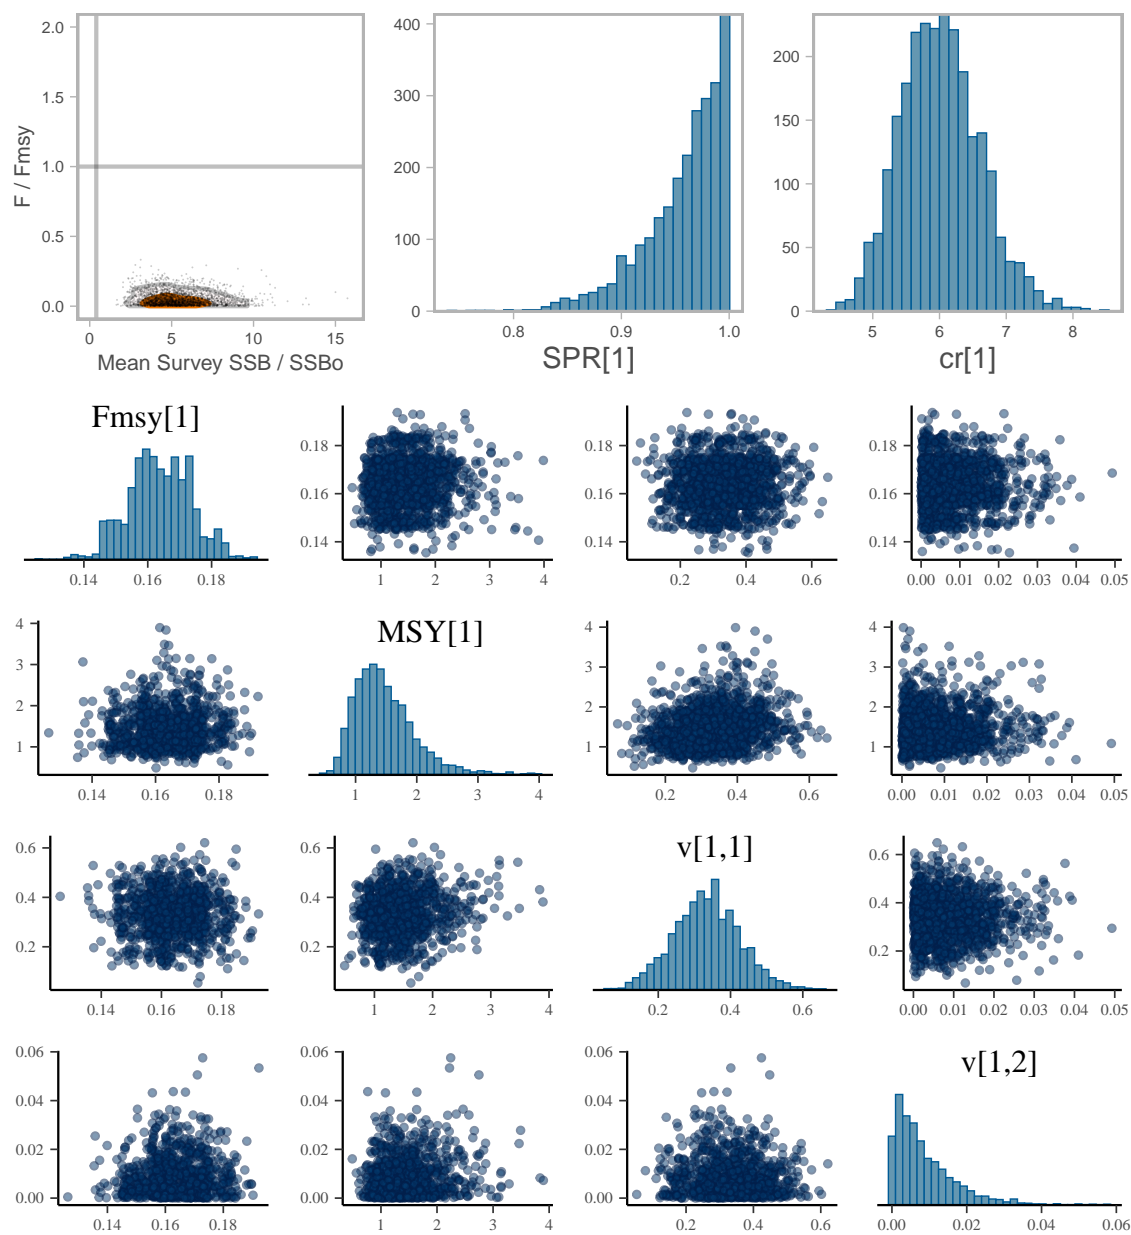 2.0
1.5
1.0
0.5
0.0
F / Fmsy
0 5 10 15
Mean Survey SSB / SSBo
400
300
200
100
0
0.8 0.9 1.0
SPR[1]
200
150
100
50
0
5 6 7 8
cr[1]
Fmsy[1]
0.14 0.16 0.18
0.18
0.16
0.14
1 2 3 4
0.18
0.16
0.14
0.2 0.4 0.6
0.18
0.16
0.14
0.00 0.01 0.02 0.03 0.04 0.05
4
3
2
1
0.14 0.16 0.18
MSY[1]
1 2 3 4
4
3
2
1
0.2 0.4 0.6
4
3
2
1
0.00 0.01 0.02 0.03 0.04 0.05
0.6
0.4
0.2
0.14 0.16 0.18
0.6
0.4
0.2
1 2 3 4
v[1,1]
0.2 0.4 0.6
0.6
0.4
0.2
0.00 0.01 0.02 0.03 0.04 0.05
0.06
0.04
0.02
0.00
0.14 0.16 0.18
0.06
0.04
0.02
0.00
1 2 3 4
0.06
0.04
0.02
0.00
0.2 0.4 0.6
v[1,2]
0.00 0.02 0.04 0.06